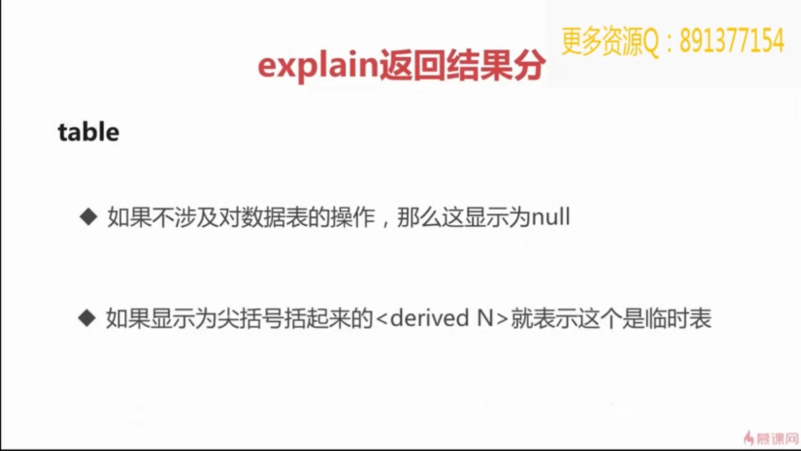 更多资源Q：891377154
explain返回结果分
table
◆ 如果不涉及对数据表的操作，那么这显示为null
◆ 如果显示为尖括号括起来的<derived N>就表示这个是临时表
慕课网